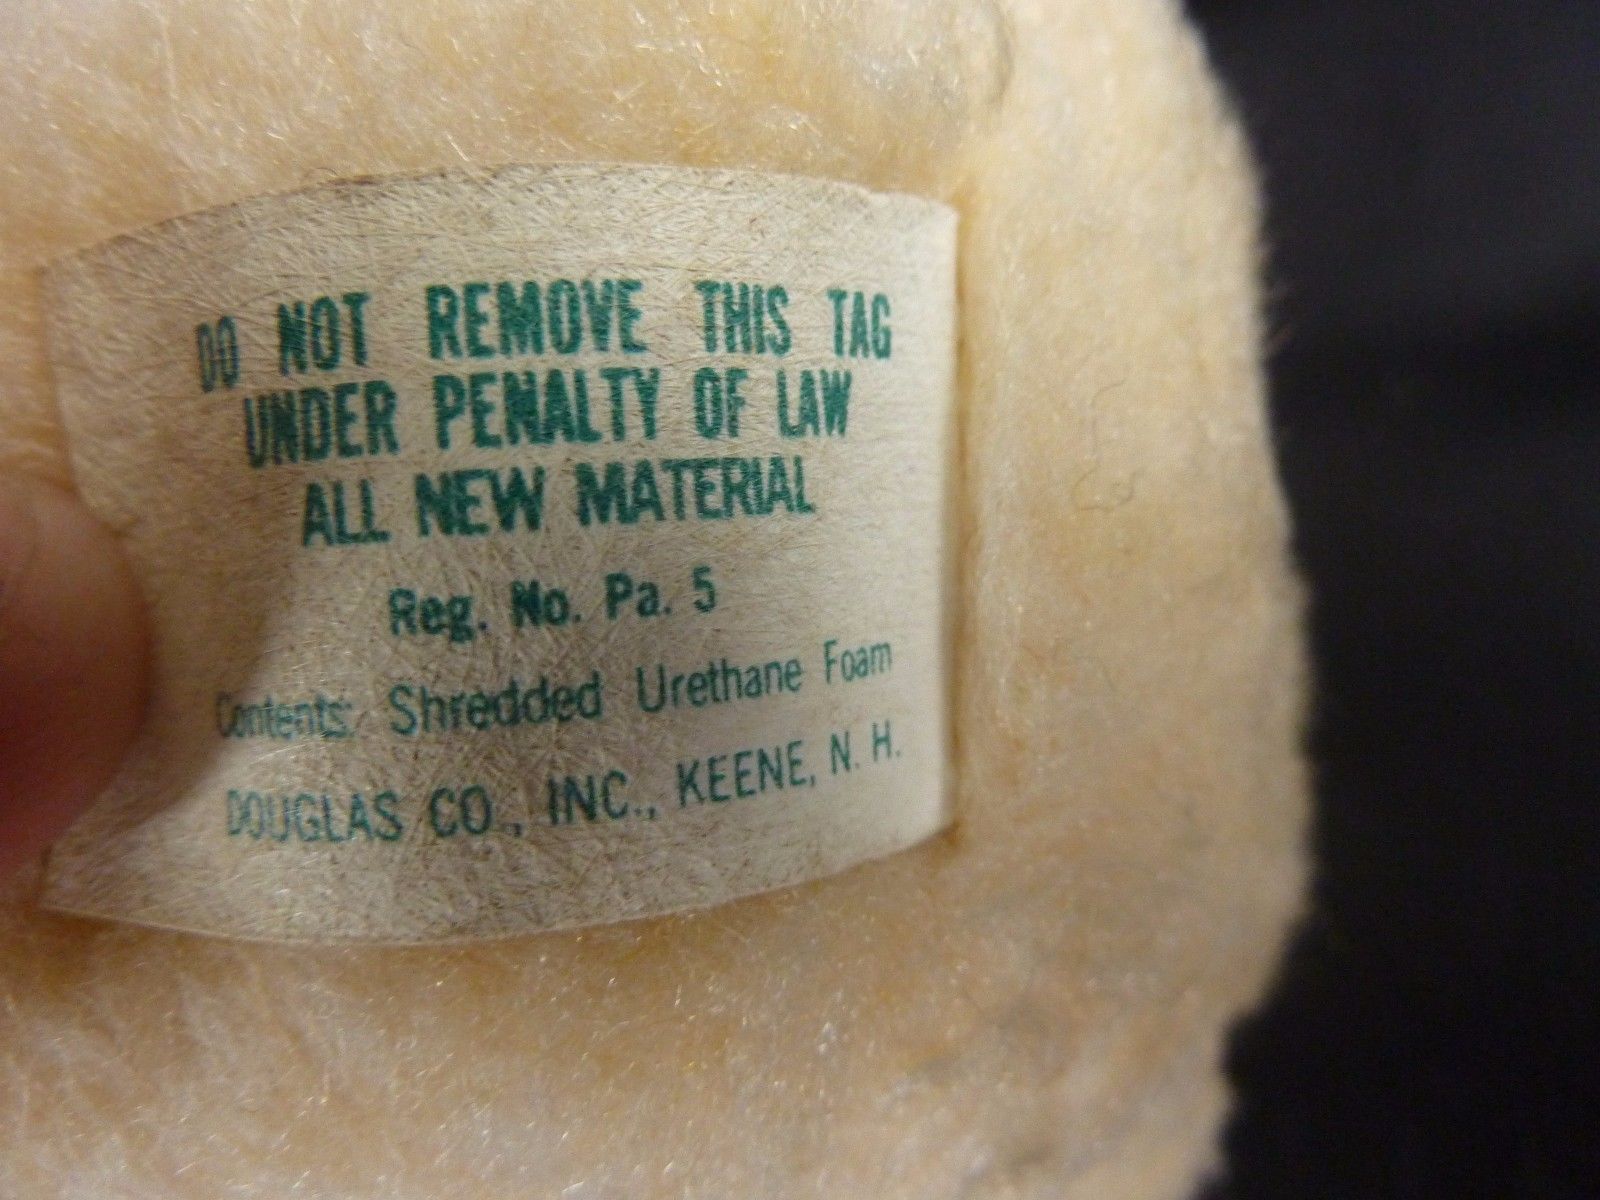 DO NOT REMOVE THIS TAG
UNDER PENALTY OF LAW
ALL NEW MATERIAL
Reg. No. Pa. 5
Contents: Shredded Urethane Foam
DOUGLAS CO., INC., KEENE, N. H.